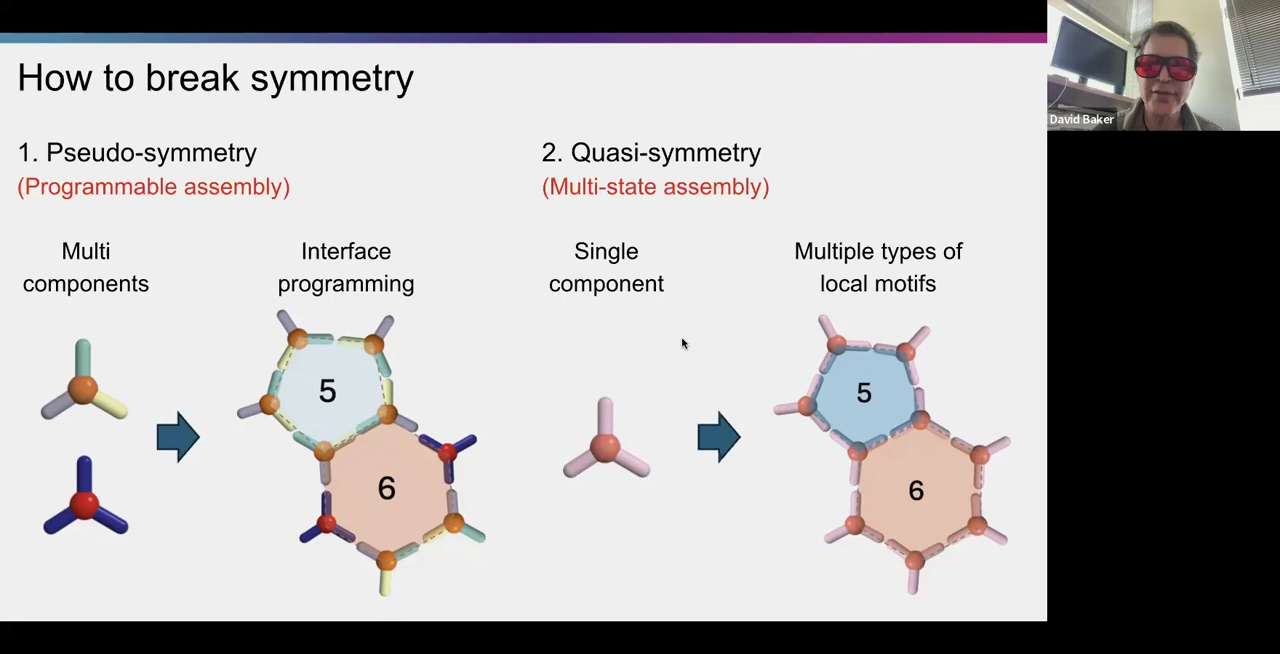 How to break symmetry
1. Pseudo-symmetry
(Programmable assembly)
Multi
components
Interface
programming
5
6
2. Quasi-symmetry
(Multi-state assembly)
Single
component
Multiple types of
local motifs
5
6
David Baker